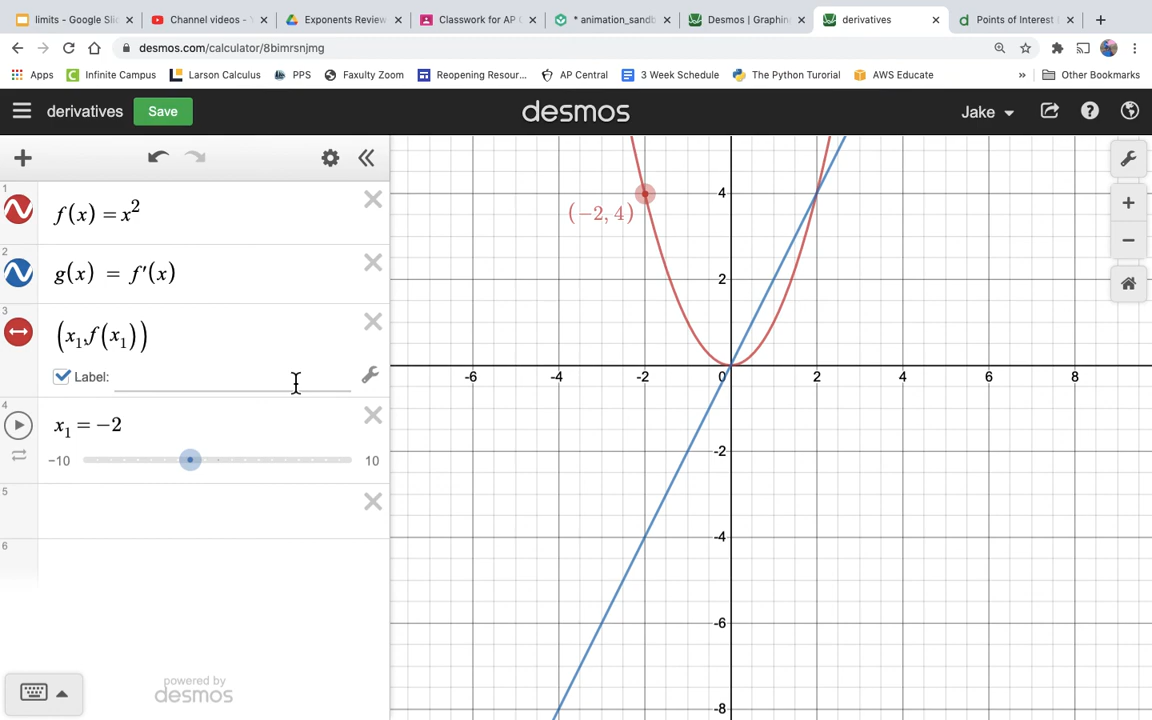 limits - Google Slid
Channel videos -
Exponents Review
Classwork for AP
* animation_sandb
Desmos | Graphin
derivatives
Points of Interest
desmos.com/calculator/8bimrsnjmg
Apps
Infinite Campus
Larson Calculus
PPS
Faxulty Zoom
Reopening Resour...
AP Central
3 Week Schedule
The Python Turorial
AWS Educate
»
Other Bookmarks
derivatives
Save
desmos
Jake
1
f(x) = x²
2
g(x) = f′(x)
3
(x₁, f(x₁))
Label:
4
x₁ = −2
−10
10
5
6
powered by
desmos
(−2, 4)
4
2
-6
-4
-2
0
2
4
6
8
-2
-4
-6
-8